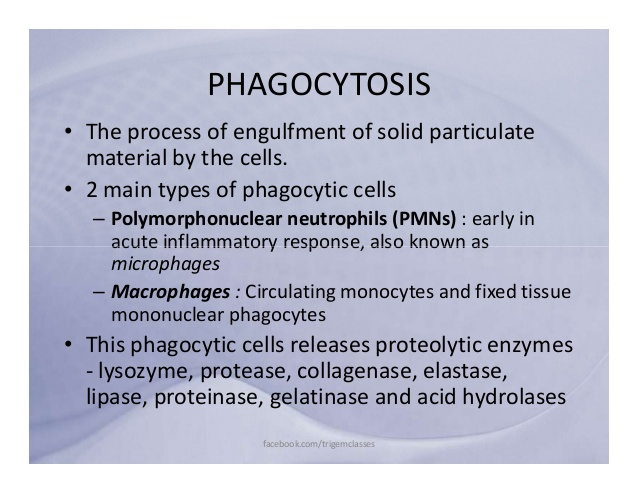 PHAGOCYTOSIS
• The process of engulfment of solid particulate
material by the cells.
• 2 main types of phagocytic cells
– Polymorphonuclear neutrophils (PMNs) : early in
acute inflammatory response, also known as
microphages
– Macrophages : Circulating monocytes and fixed tissue
mononuclear phagocytes
• This phagocytic cells releases proteolytic enzymes
- lysozyme, protease, collagenase, elastase,
lipase, proteinase, gelatinase and acid hydrolases
facebook.com/trigemclasses